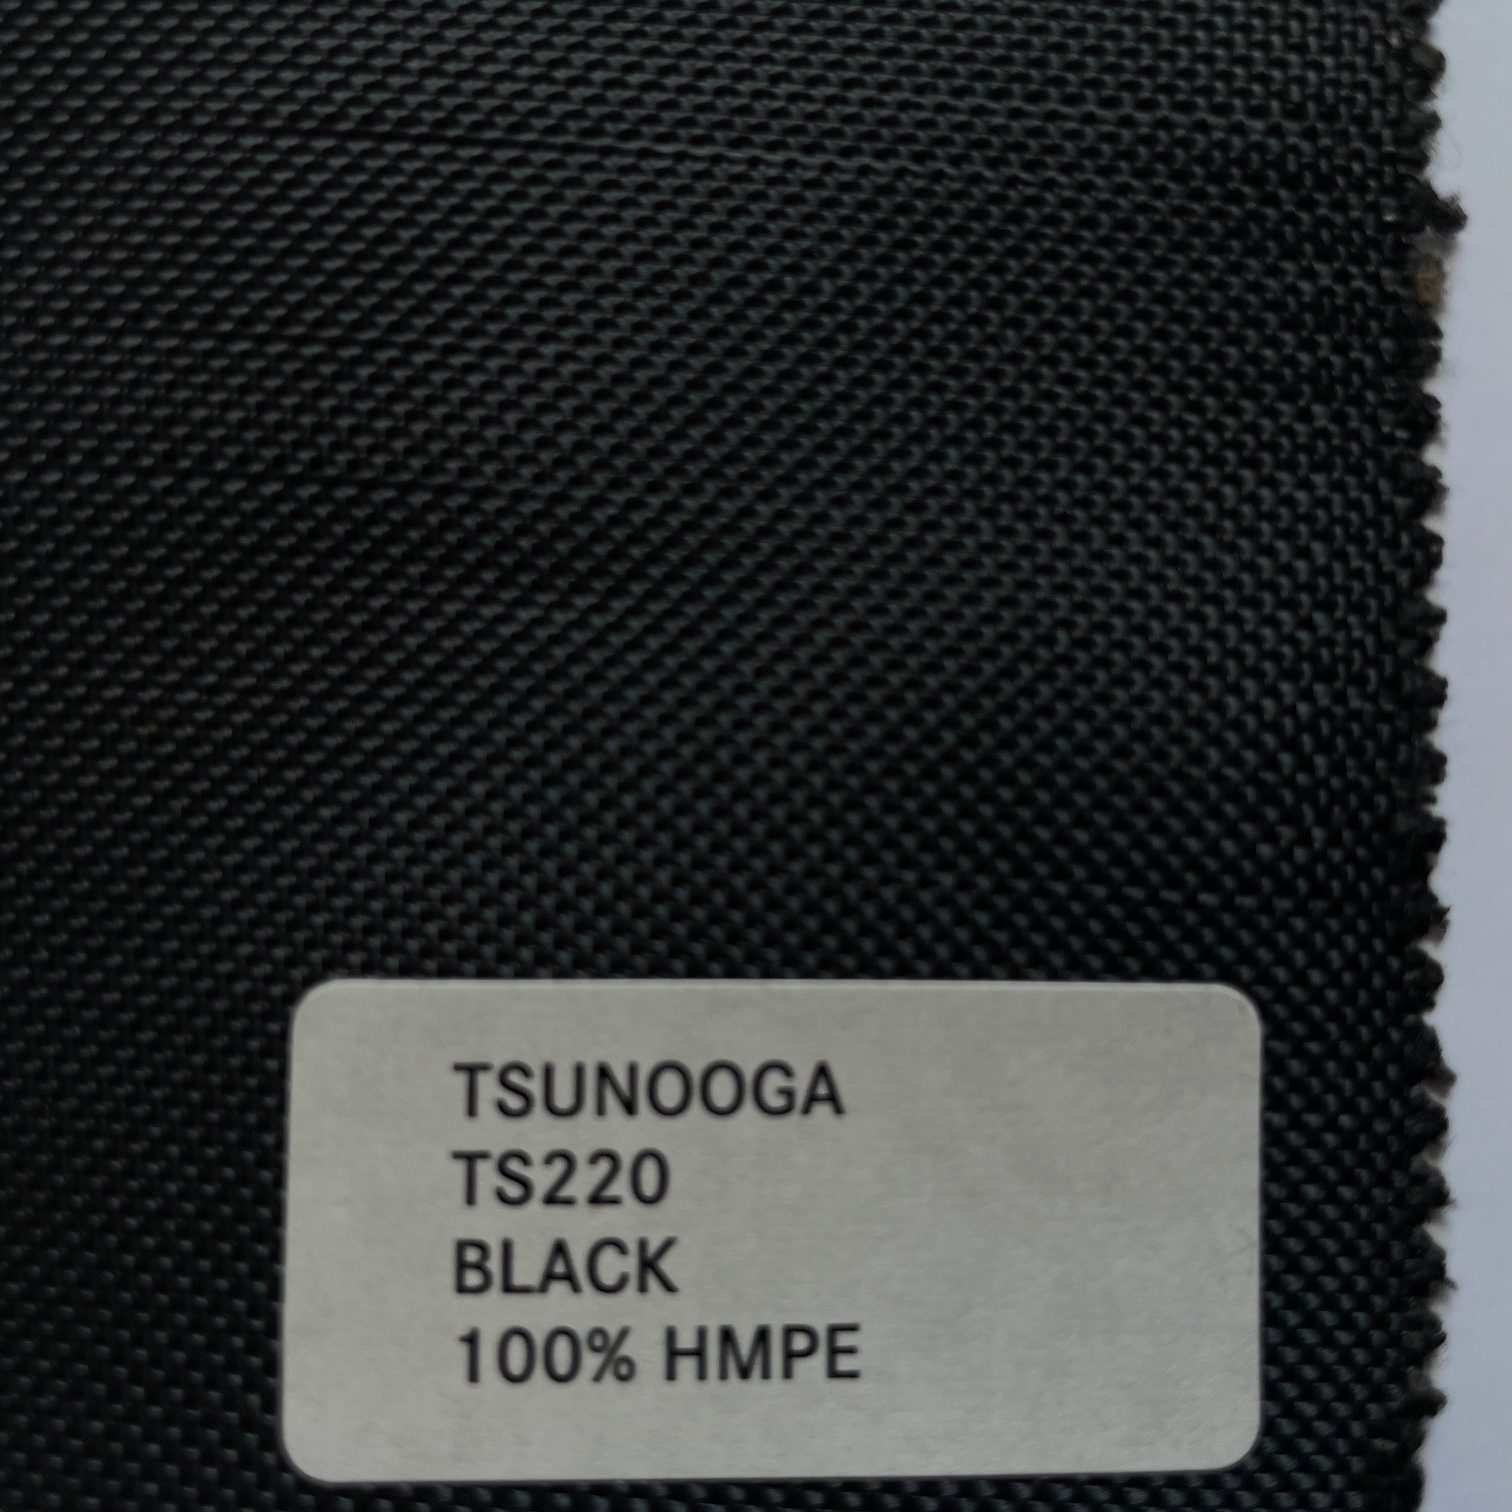 TSUNOOGA
TS220
BLACK
100% HMPE